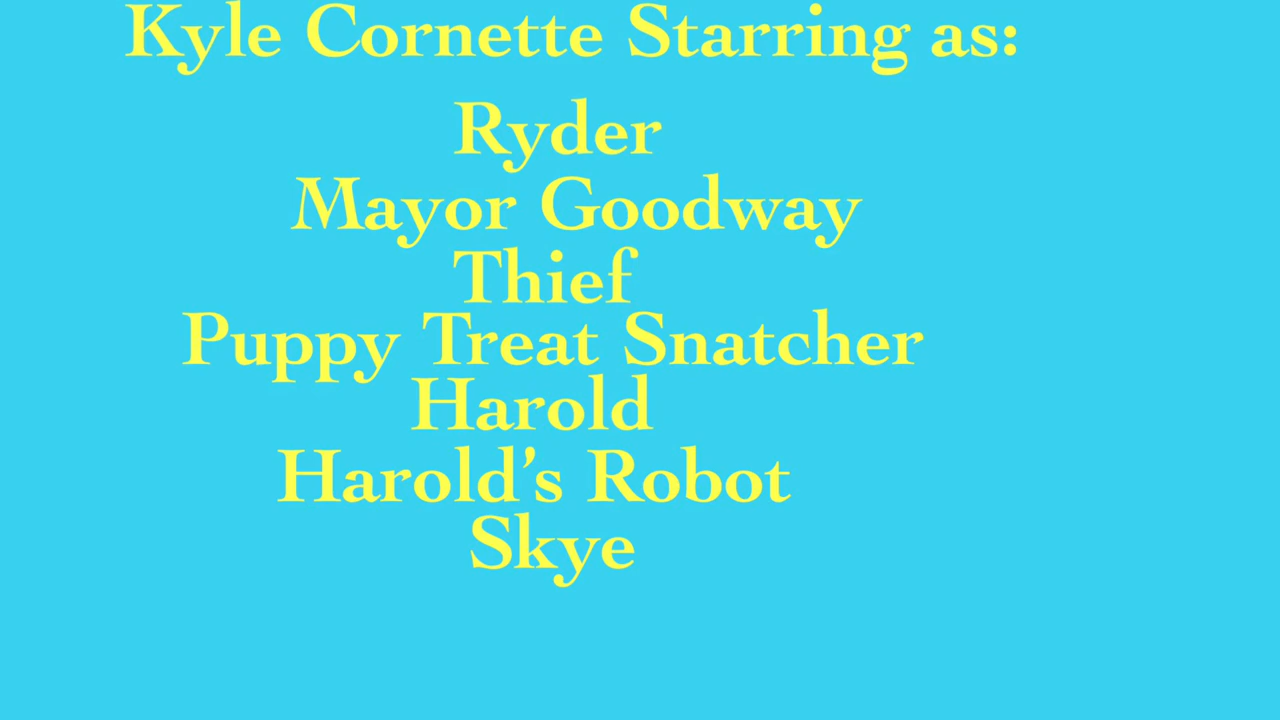 Kyle Cornette Starring as:
Ryder
Mayor Goodway
Thief
Puppy Treat Snatcher
Harold
Harold’s Robot
Skye